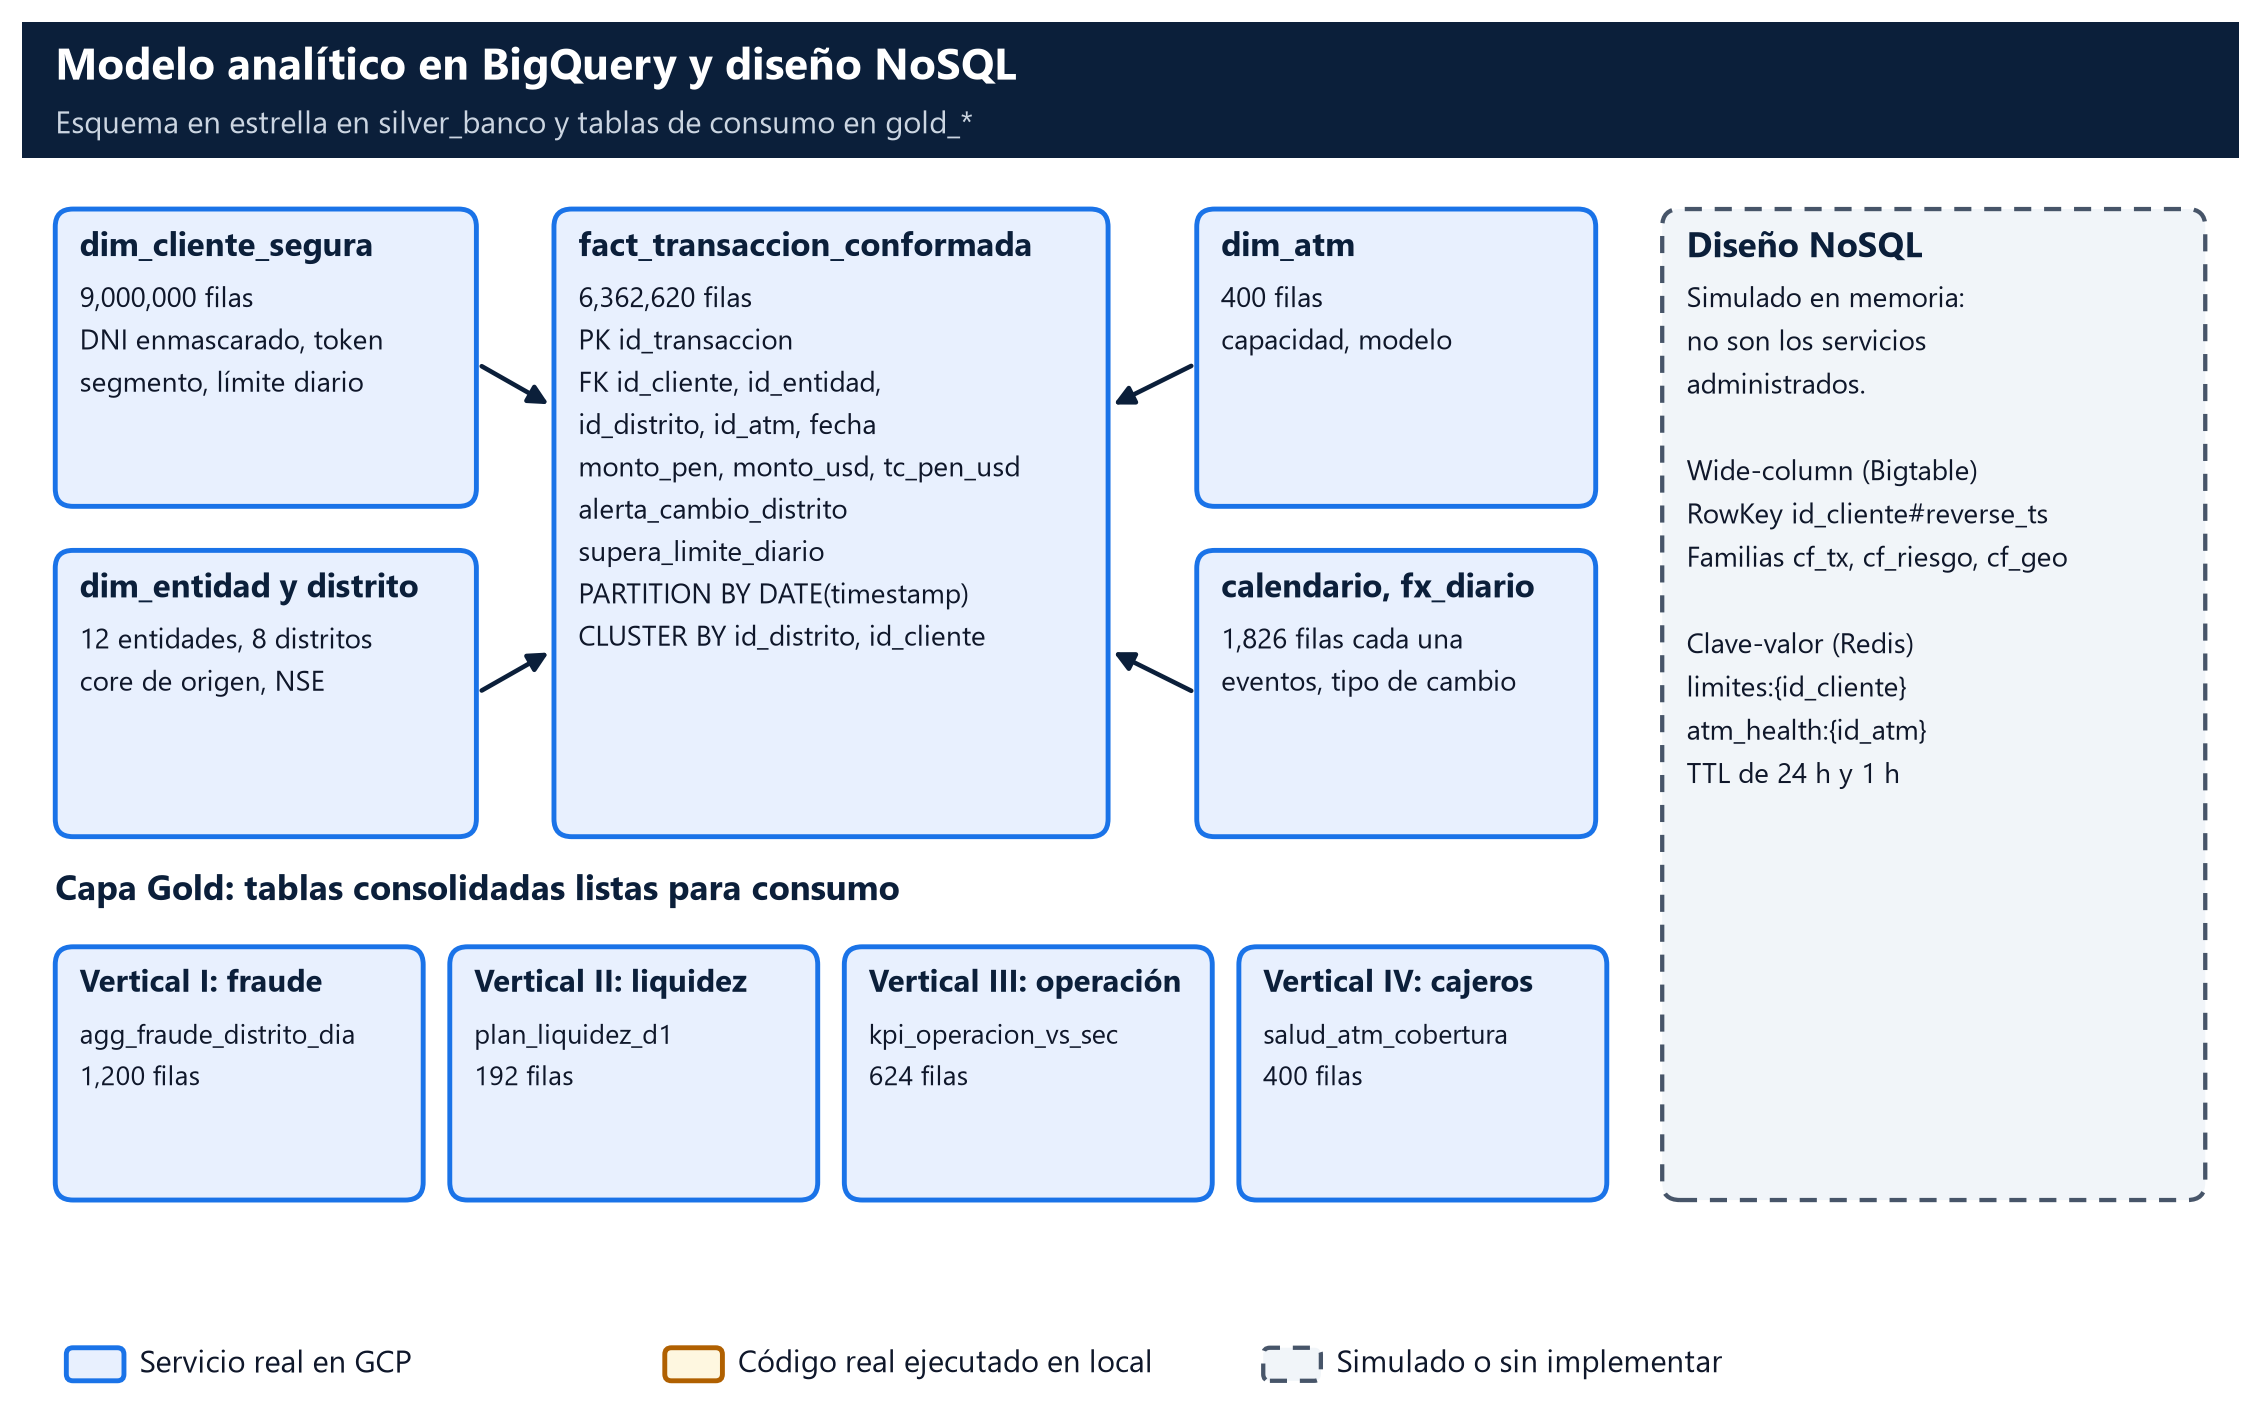 Modelo analítico en BigQuery y diseño NoSQL
Esquema en estrella en silver_banco y tablas de consumo en gold_*
dim_cliente_segura
9,000,000 filas
DNI enmascarado, token
segmento, límite diario
dim_entidad y distrito
12 entidades, 8 distritos
core de origen, NSE
fact_transaccion_conformada
6,362,620 filas
PK id_transaccion
FK id_cliente, id_entidad,
id_distrito, id_atm, fecha
monto_pen, monto_usd, tc_pen_usd
alerta_cambio_distrito
supera_limite_diario
PARTITION BY DATE(timestamp)
CLUSTER BY id_distrito, id_cliente
dim_atm
400 filas
capacidad, modelo
calendario, fx_diario
1,826 filas cada una
eventos, tipo de cambio
Diseño NoSQL
Simulado en memoria:
no son los servicios
administrados.
Wide-column (Bigtable)
RowKey id_cliente#reverse_ts
Familias cf_tx, cf_riesgo, cf_geo
Clave-valor (Redis)
limites:{id_cliente}
atm_health:{id_atm}
TTL de 24 h y 1 h
Capa Gold: tablas consolidadas listas para consumo
Vertical I: fraude
agg_fraude_distrito_dia
1,200 filas
Vertical II: liquidez
plan_liquidez_d1
192 filas
Vertical III: operación
kpi_operacion_vs_sec
624 filas
Vertical IV: cajeros
salud_atm_cobertura
400 filas
Servicio real en GCP
Código real ejecutado en local
Simulado o sin implementar